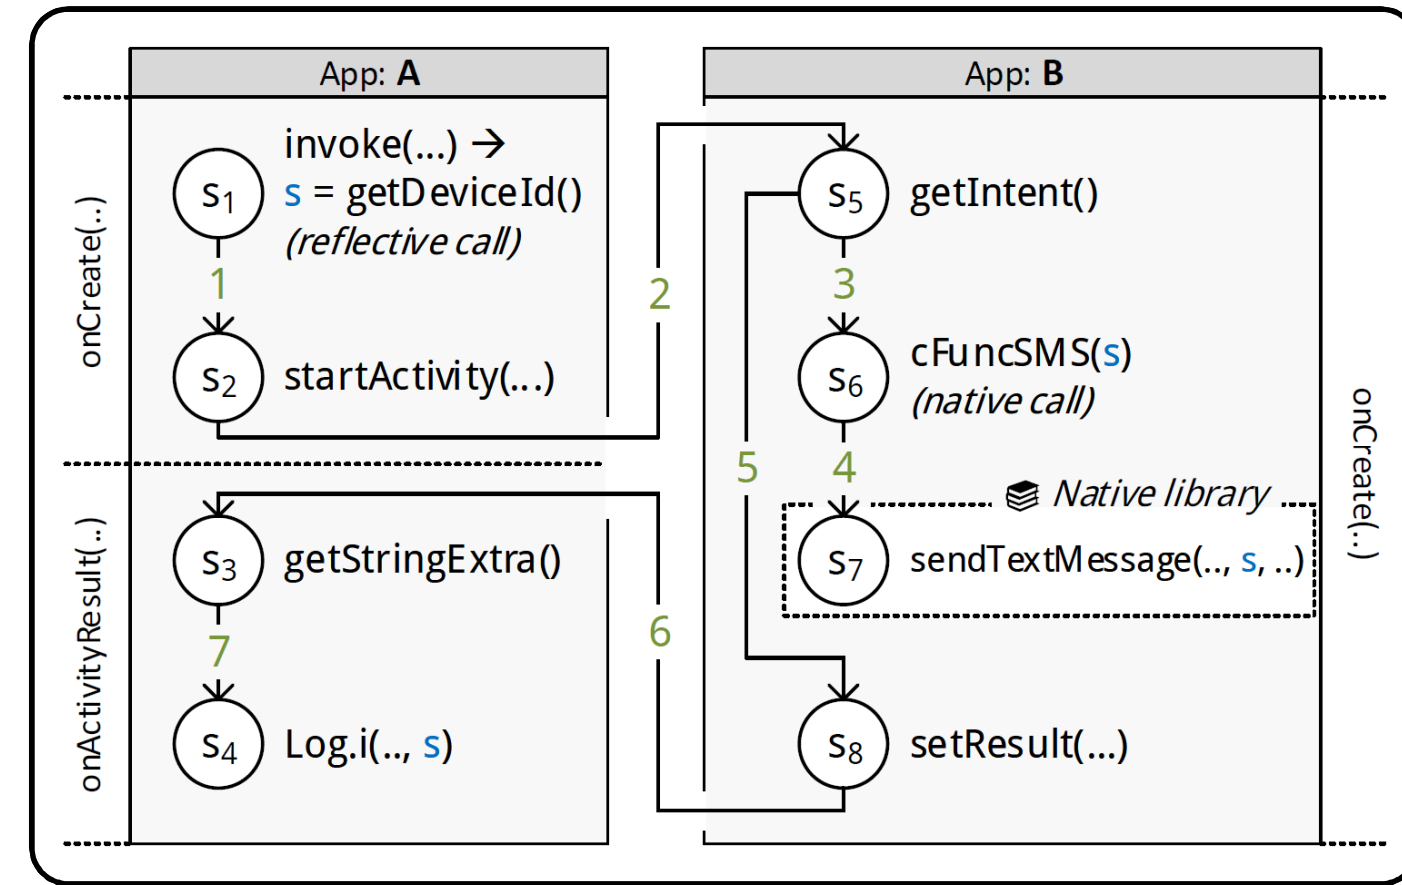 App: A
onCreate(..)
s1
invoke(...) →
s = getDeviceId()
(reflective call)
1
s2
startActivity(...)
2
onActivityResult(..)
s3
getStringExtra()
7
s4
Log.i(.., s)
6
App: B
s5
getIntent()
3
s6
cFuncSMS(s)
(native call)
5
4
Native library
s7
sendTextMessage(.., s, ..)
s8
setResult(...)
onCreate(..)